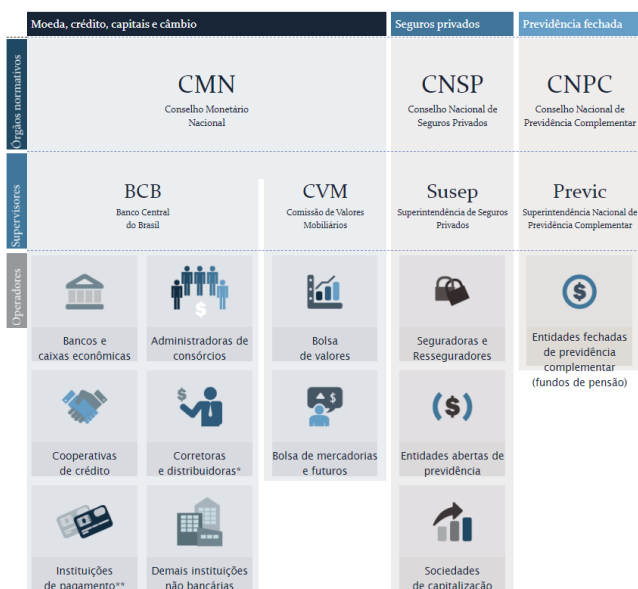 Moeda, crédito, capitais e câmbio
Seguros privados
Previdência fechada
Órgãos normativos
CMN
Conselho Monetário
Nacional
CNSP
Conselho Nacional de
Seguros Privados
CNPC
Conselho Nacional de
Previdência Complementar
Supervisores
BCB
Banco Central
do Brasil
CVM
Comissão de Valores
Mobiliários
Susep
Superintendência de Seguros
Privados
Previc
Superintendência Nacional de
Previdência Complementar
Operadores
Bancos e
caixas econômicas
$
Administradoras de
consórcios
Bolsa
de valores
Seguradoras e
Resseguradores
$
Entidades fechadas
de previdência
complementar
(fundos de pensão)
Cooperativas
de crédito
$
Corretoras
e distribuidoras*
$
Bolsa de mercadorias
e futuros
($)
Entidades abertas de
previdência
Instituições
de pagamento**
Demais instituições
não bancárias
Sociedades
de capitalização